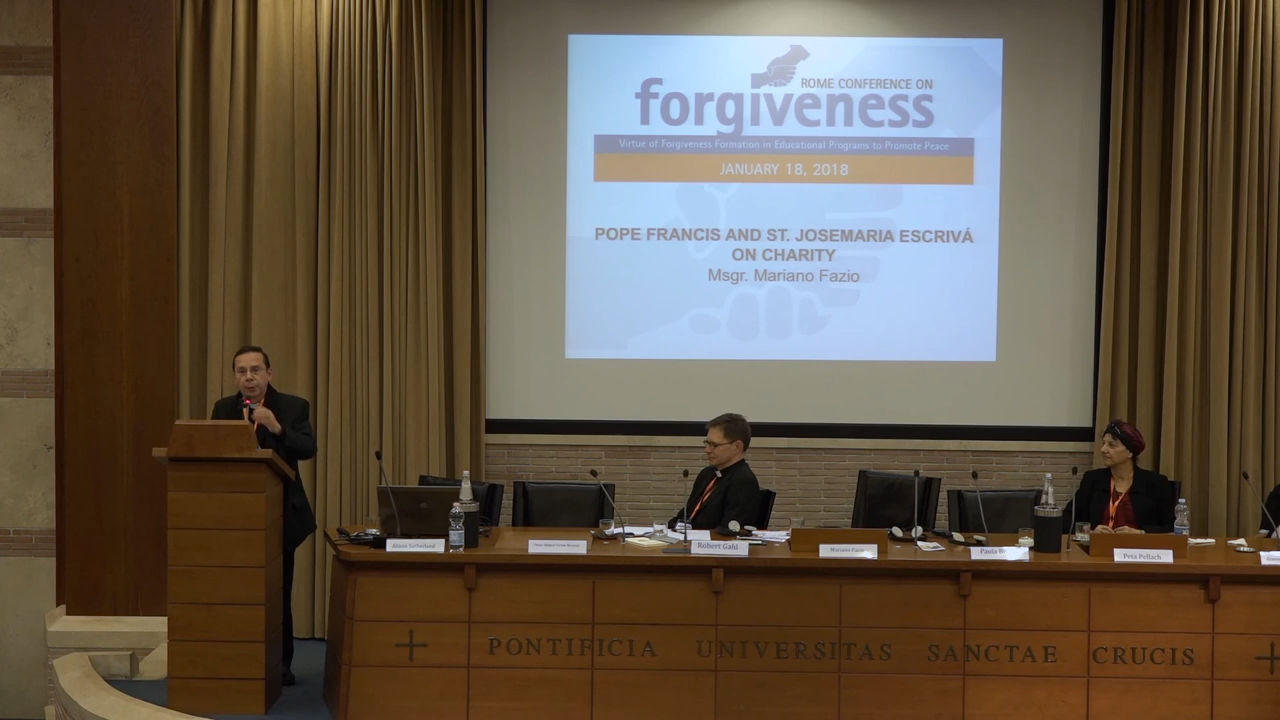 ROME CONFERENCE ON
forgiveness
Virtue of Forgiveness Formation in Educational Programs to Promote Peace
JANUARY 18, 2018
POPE FRANCIS AND ST. JOSEMARIA ESCRIVÁ
ON CHARITY
Msgr. Mariano Fazio
Robert Gahl
Mariano Fazio
Paula
Peta Pellach
PONTIFICIA UNIVERSITAS SANCTAE CRUCIS